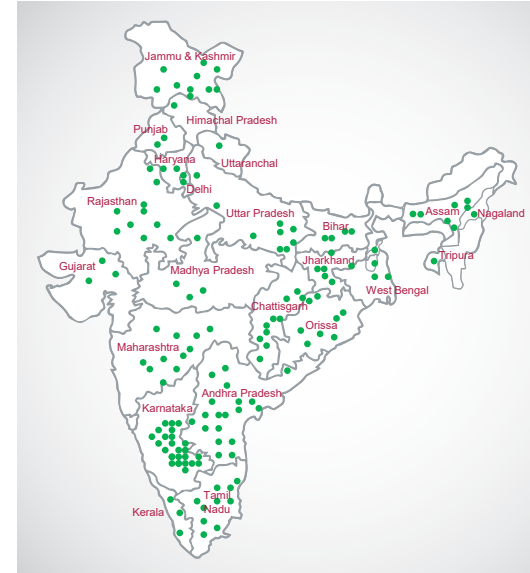 Jammu & Kashmir
Himachal Pradesh
Punjab
Haryana
Uttaranchal
Delhi
Rajasthan
Uttar Pradesh
Bihar
Assam
Nagaland
Gujarat
Madhya Pradesh
Jharkhand
Tripura
West Bengal
Chattisgarh
Orissa
Maharashtra
Andhra Pradesh
Karnataka
Tamil
Nadu
Kerala